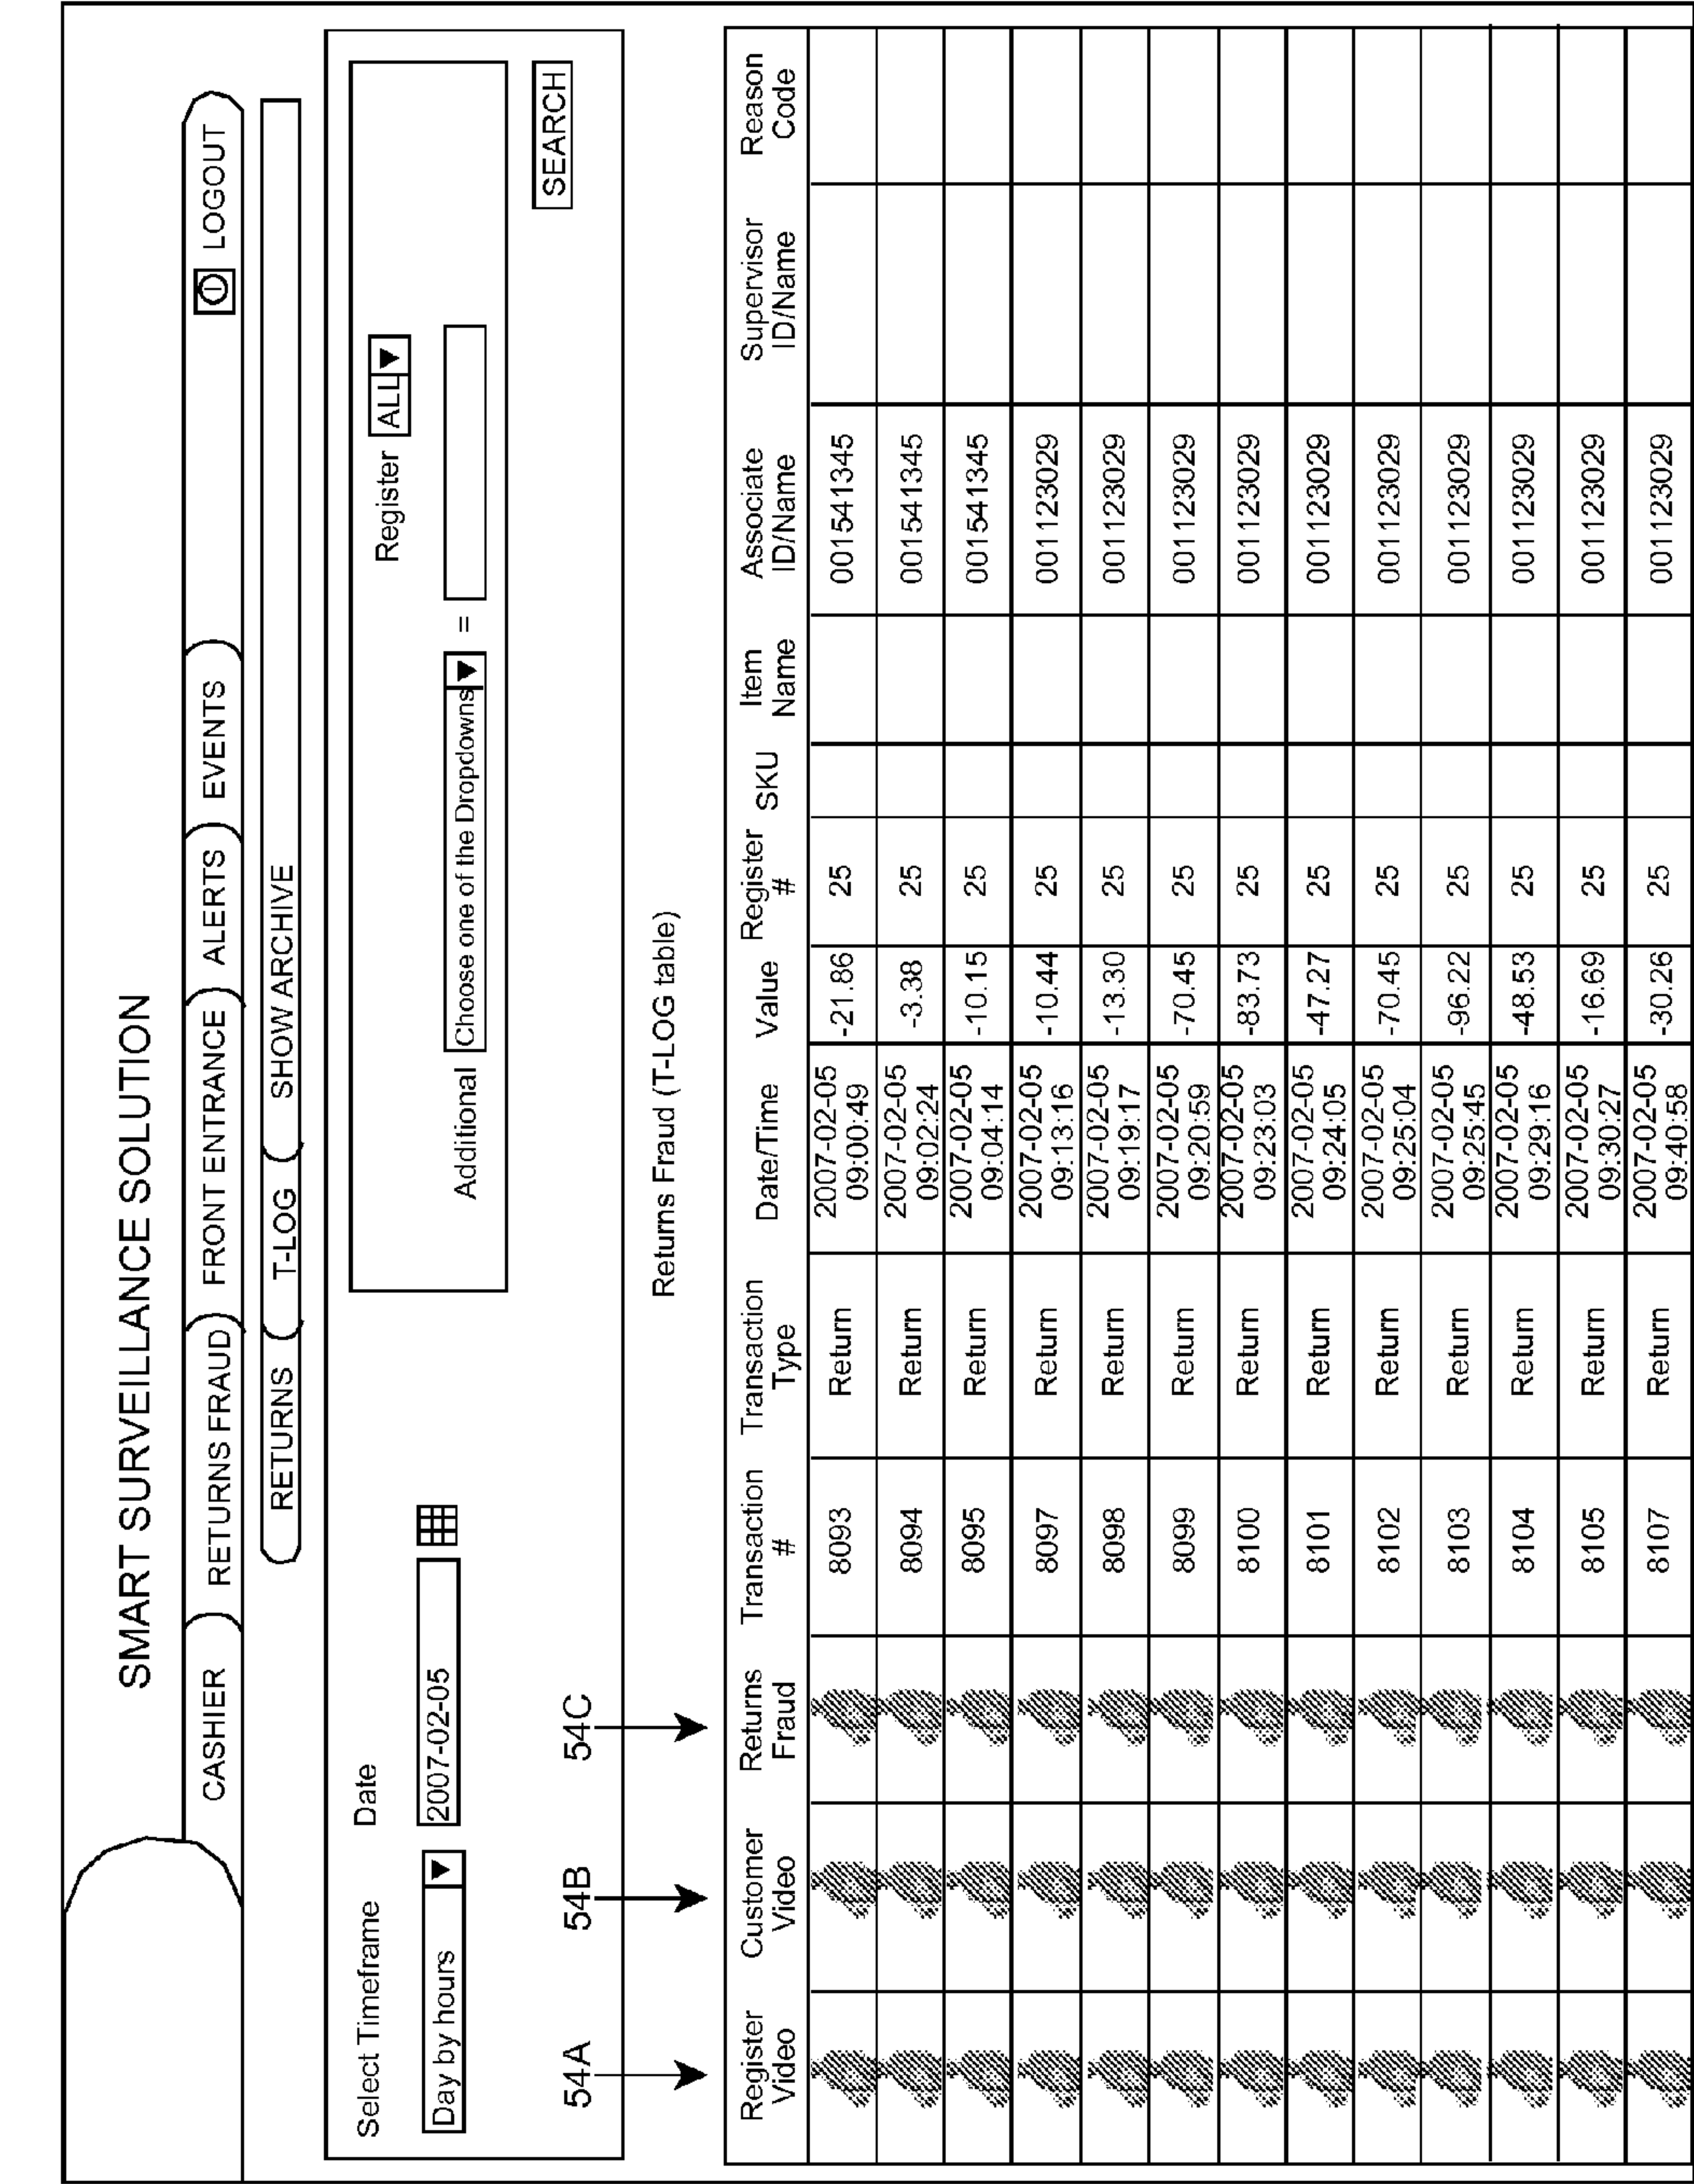 SMART SURVEILLANCE SOLUTION
CASHIER RETURNS FRAUD FRONT ENTRANCE ALERTS EVENTS LOGOUT
RETURNS T-LOG SHOW ARCHIVE
Select Timeframe Date
Day by hours 2007-02-05
Register ALL
Additional Choose one of the Dropdowns =
SEARCH
54A 54B 54C
Returns Fraud (T-LOG table)
Register Video Customer Video Returns Fraud Transaction # Transaction Type Date/Time Value Register # SKU Item Name Associate ID/Name Supervisor ID/Name Reason Code
8093 Return 2007-02-05 09:00:49 -21.86 25 001541345
8094 Return 2007-02-05 09:02:24 -3.38 25 001541345
8095 Return 2007-02-05 09:04:14 -10.15 25 001541345
8097 Return 2007-02-05 09:13:16 -10.44 25 001123029
8098 Return 2007-02-05 09:19:17 -13.30 25 001123029
8099 Return 2007-02-05 09:20:59 -70.45 25 001123029
8100 Return 2007-02-05 09:23:03 -83.73 25 001123029
8101 Return 2007-02-05 09:24:05 -47.27 25 001123029
8102 Return 2007-02-05 09:25:04 -70.45 25 001123029
8103 Return 2007-02-05 09:25:45 -96.22 25 001123029
8104 Return 2007-02-05 09:29:16 -48.53 25 001123029
8105 Return 2007-02-05 09:30:27 -16.69 25 001123029
8107 Return 2007-02-05 09:40:58 -30.26 25 001123029